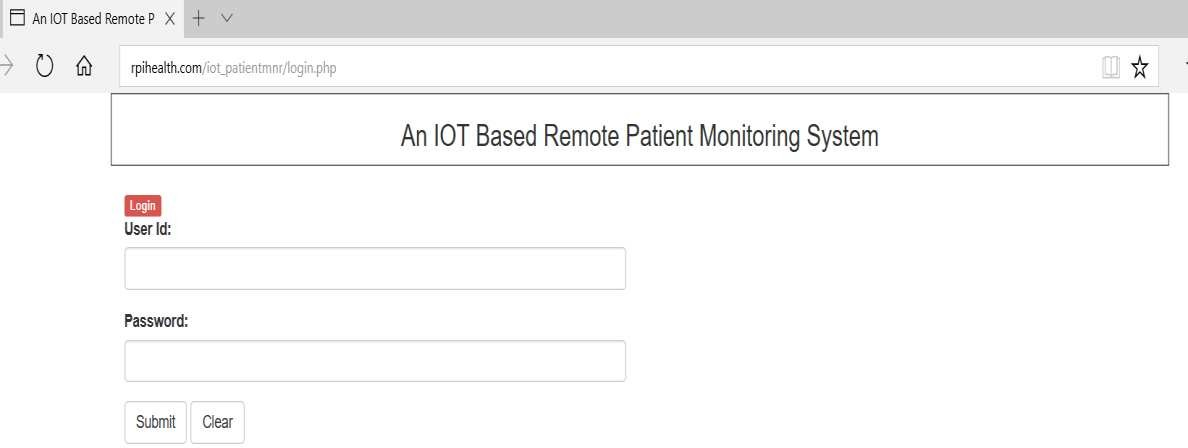 An IOT Based Remote P
rpihealth.com/iot_patientmnr/login.php
An IOT Based Remote Patient Monitoring System
Login
User Id:
Password:
Submit Clear